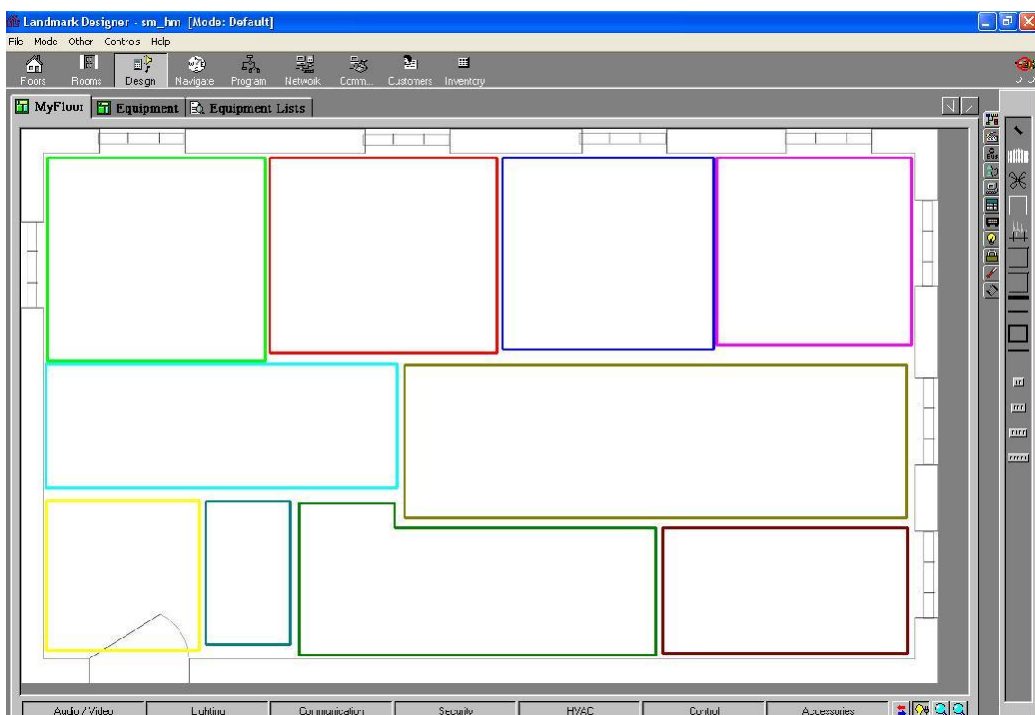 Landmark Designer - sm_hm [Mode: Default]
File Mode Other Controls Help
Floors Rooms Design Navigate Program Network Comm... Customers Inventory
MyFloor Equipment Equipment Lists
Audio / Video Lighting Communication Security HVAC Control Accessories